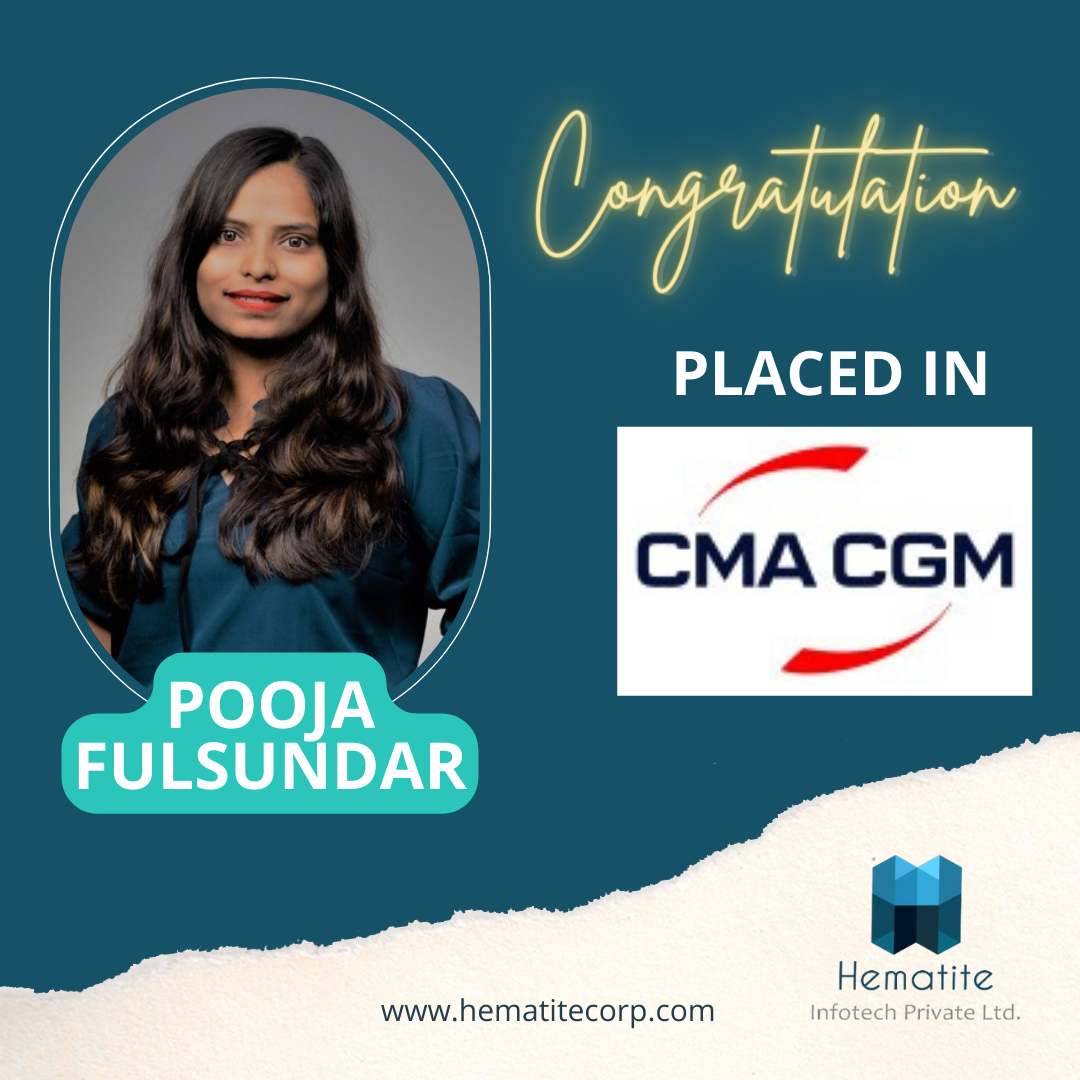 Congratulation
PLACED IN
CMA CGM
POOJA
FULSUNDAR
Hematite
Infotech Private Ltd.
www.hematitecorp.com